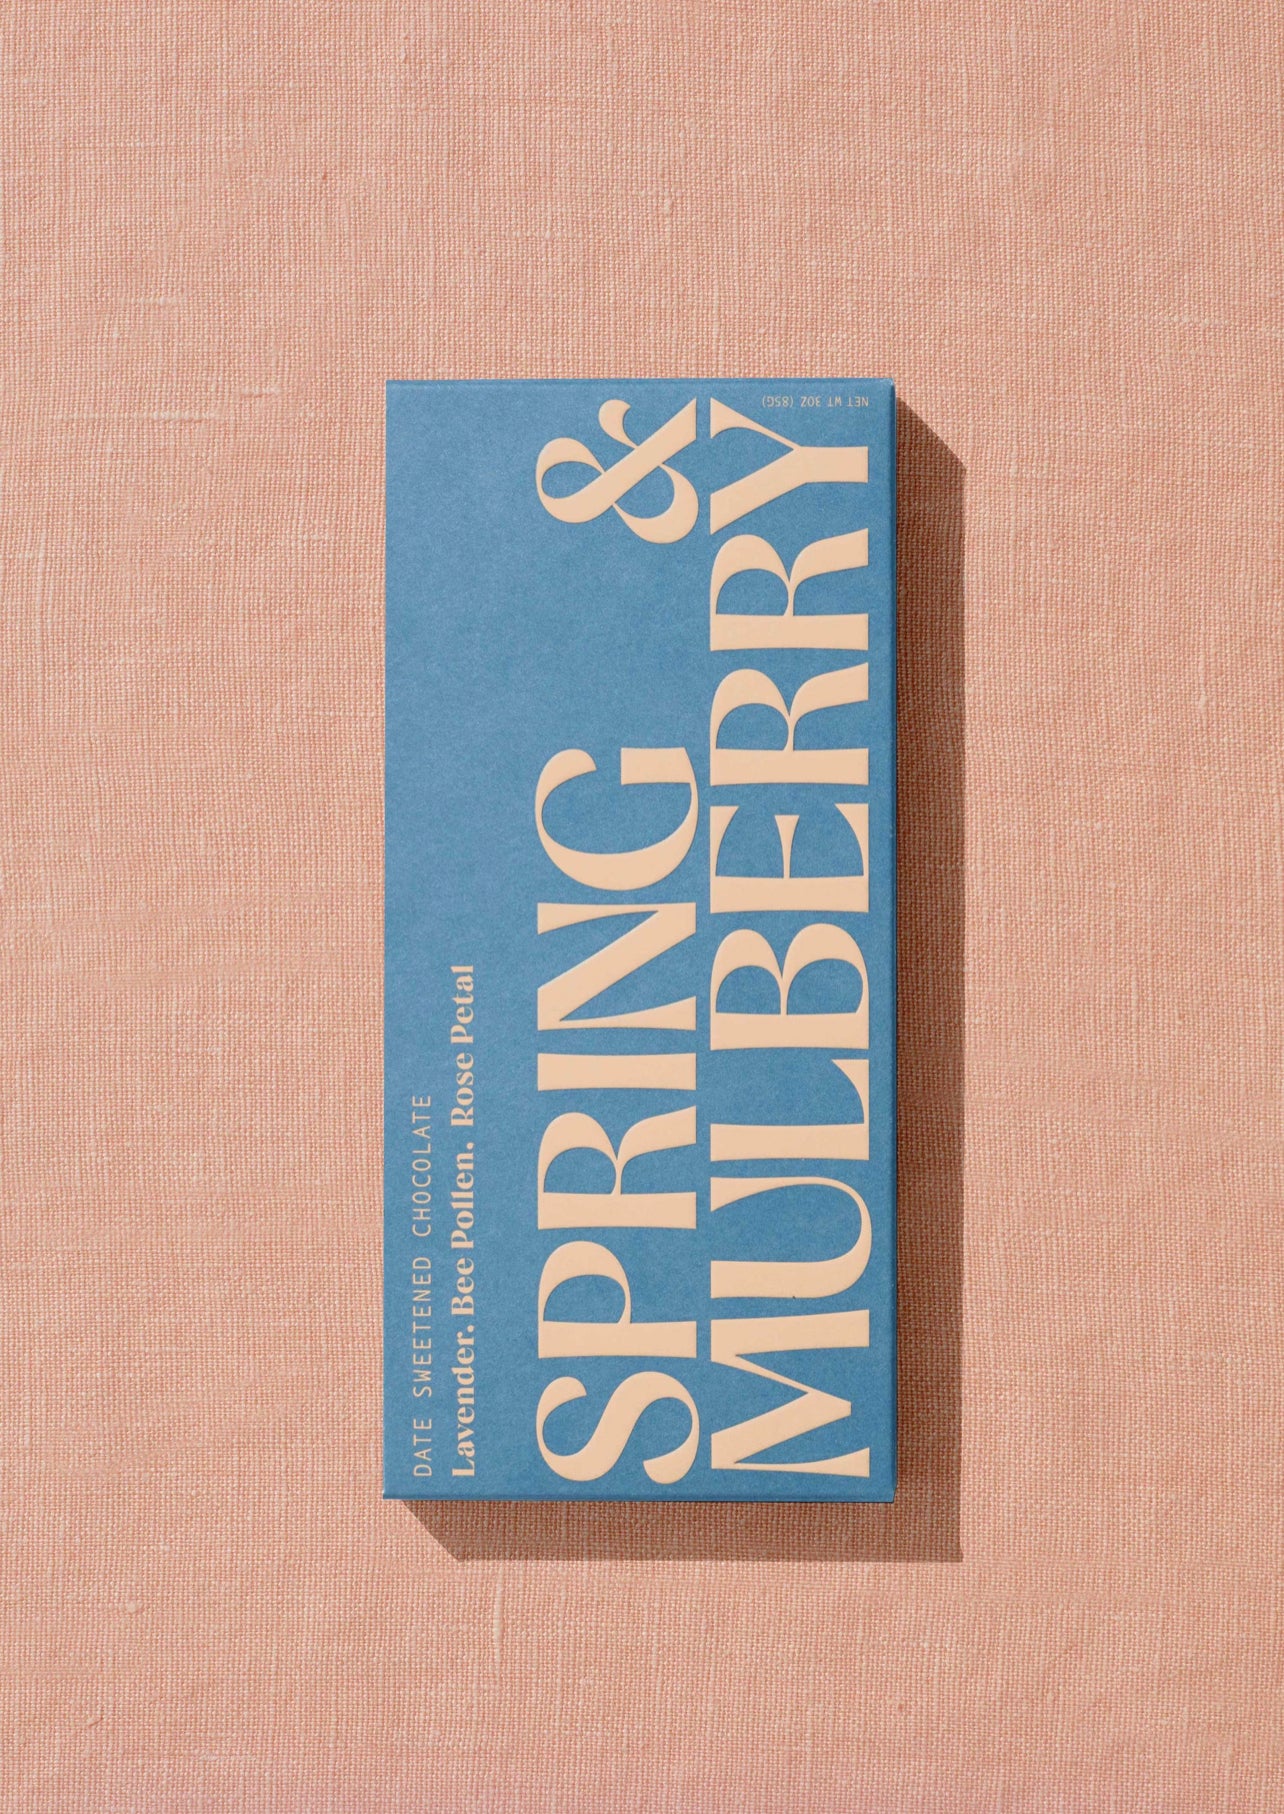 DATE SWEETENED CHOCOLATE
Lavender. Bee Pollen. Rose Petal
SPRING &
MULBERRY
NET WT 3OZ (85G)